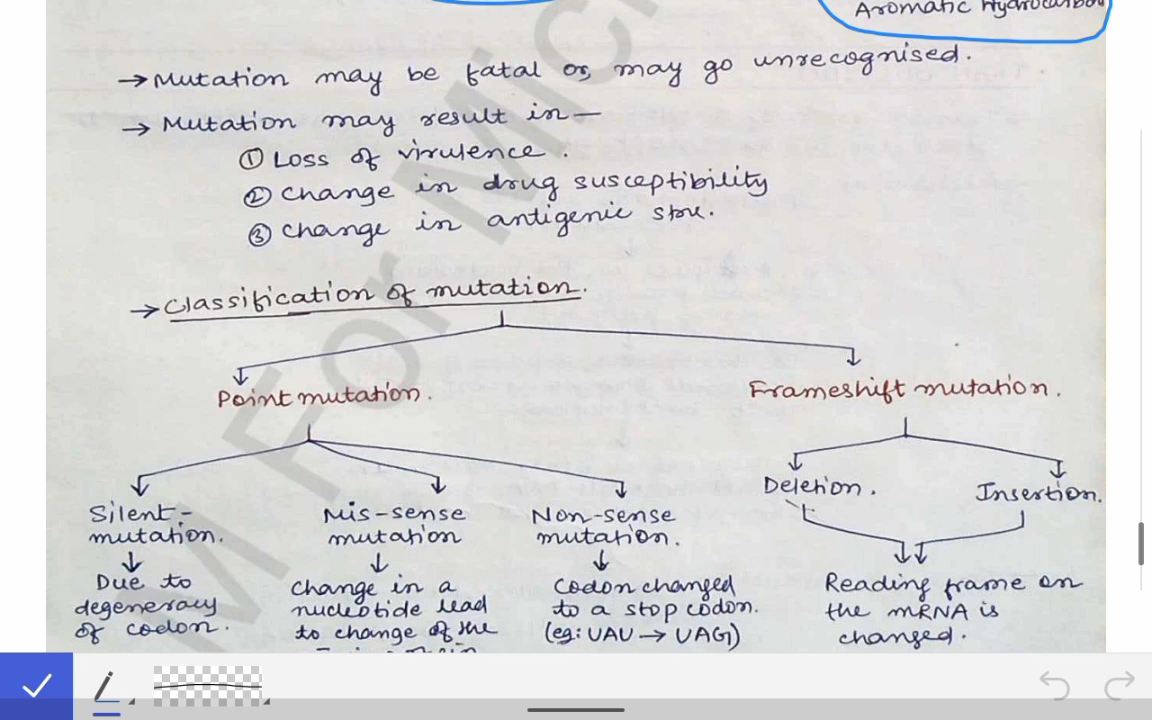 Aromatic Hydrocarbon
→ Mutation may be fatal or may go unrecognised.
→ Mutation may result in —
① Loss of virulence.
② change in drug susceptibility
③ change in antigenic
→ Classification of mutation.
Point mutation.
Frameshift mutation.
Silent :- mutation.
Due to degeneracy of codon.
Mis-sense mutation
change in a nucleotide lead to change of the
Non-sense mutation.
Codon changed to a stop codon.
(eg: UAU → UAG)
Deletion.
Insertion.
Reading frame on the mRNA is changed.
M For Mic